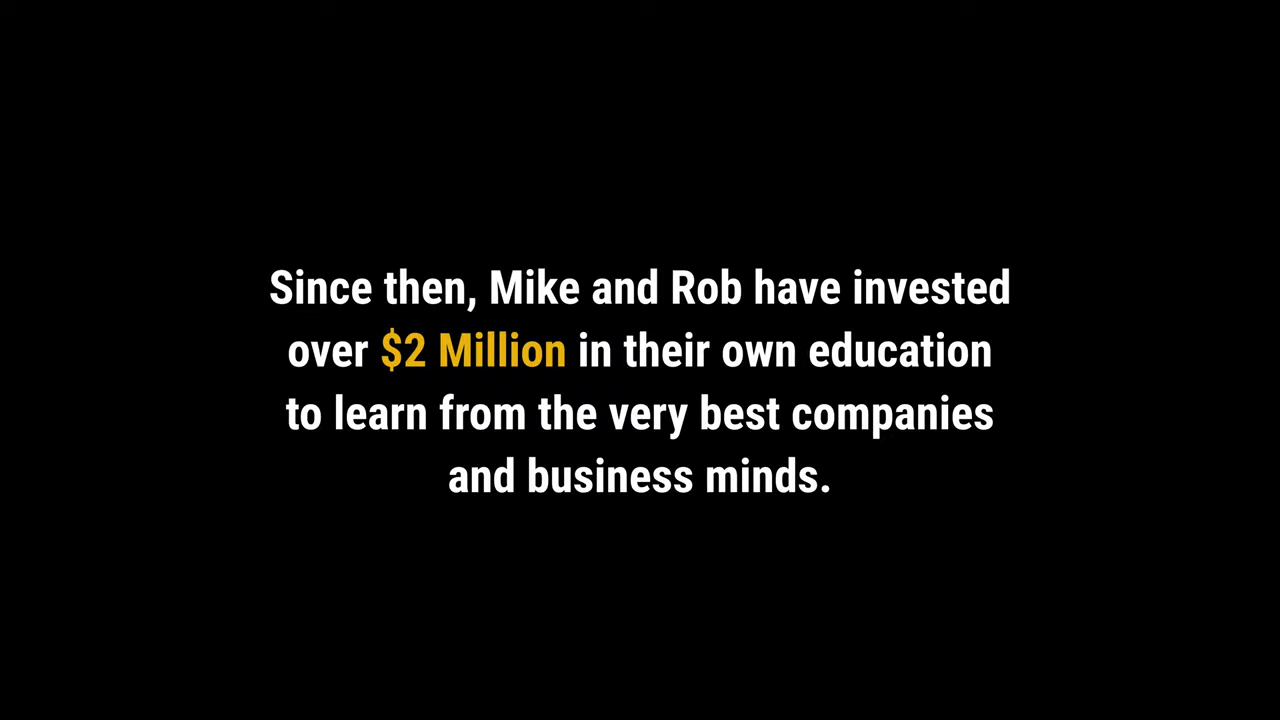 Since then, Mike and Rob have invested
over $2 Million in their own education
to learn from the very best companies
and business minds.